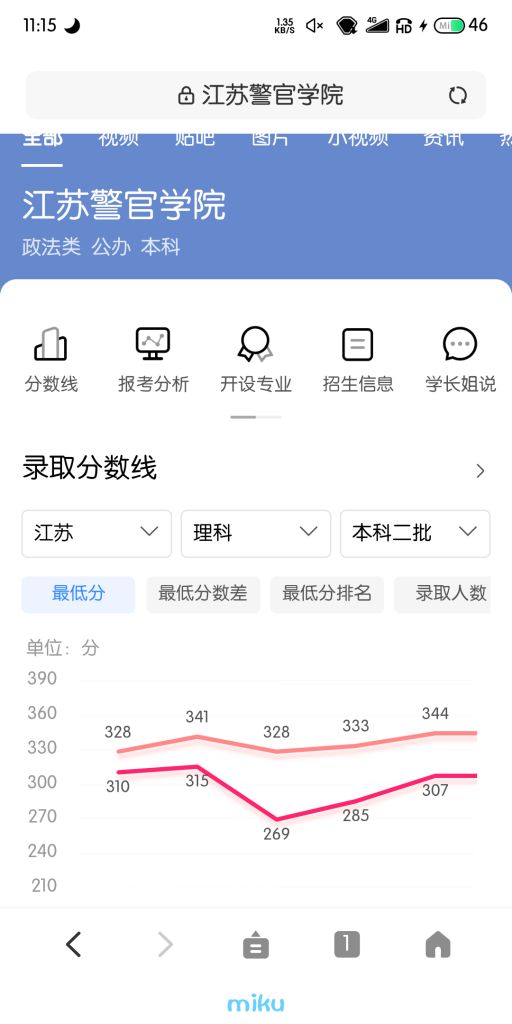 11:15 1.35 KB/S 4G HD Mi 46
江苏警官学院
全部 视频 贴吧 图片 小视频 资讯
江苏警官学院
政法类 公办 本科
分数线 报考分析 开设专业 招生信息 学长姐说
录取分数线
江苏 理科 本科二批
最低分 最低分数差 最低分排名 录取人数
单位：分
390
360
330
300
270
240
210
328 341 328 333 344
310 315 269 285 307
1
miku